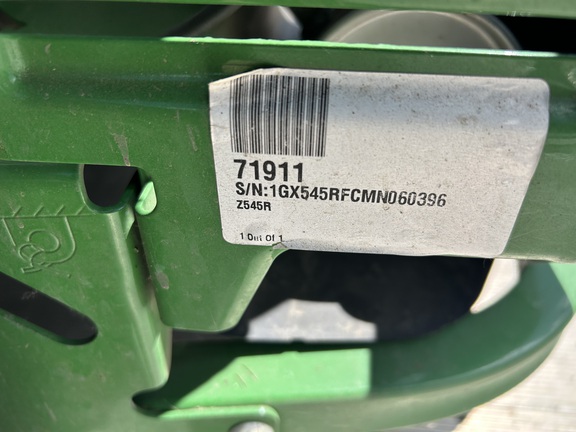 71911
S/N:1GX545RFCMN060396
Z545R
1 Out Of 1